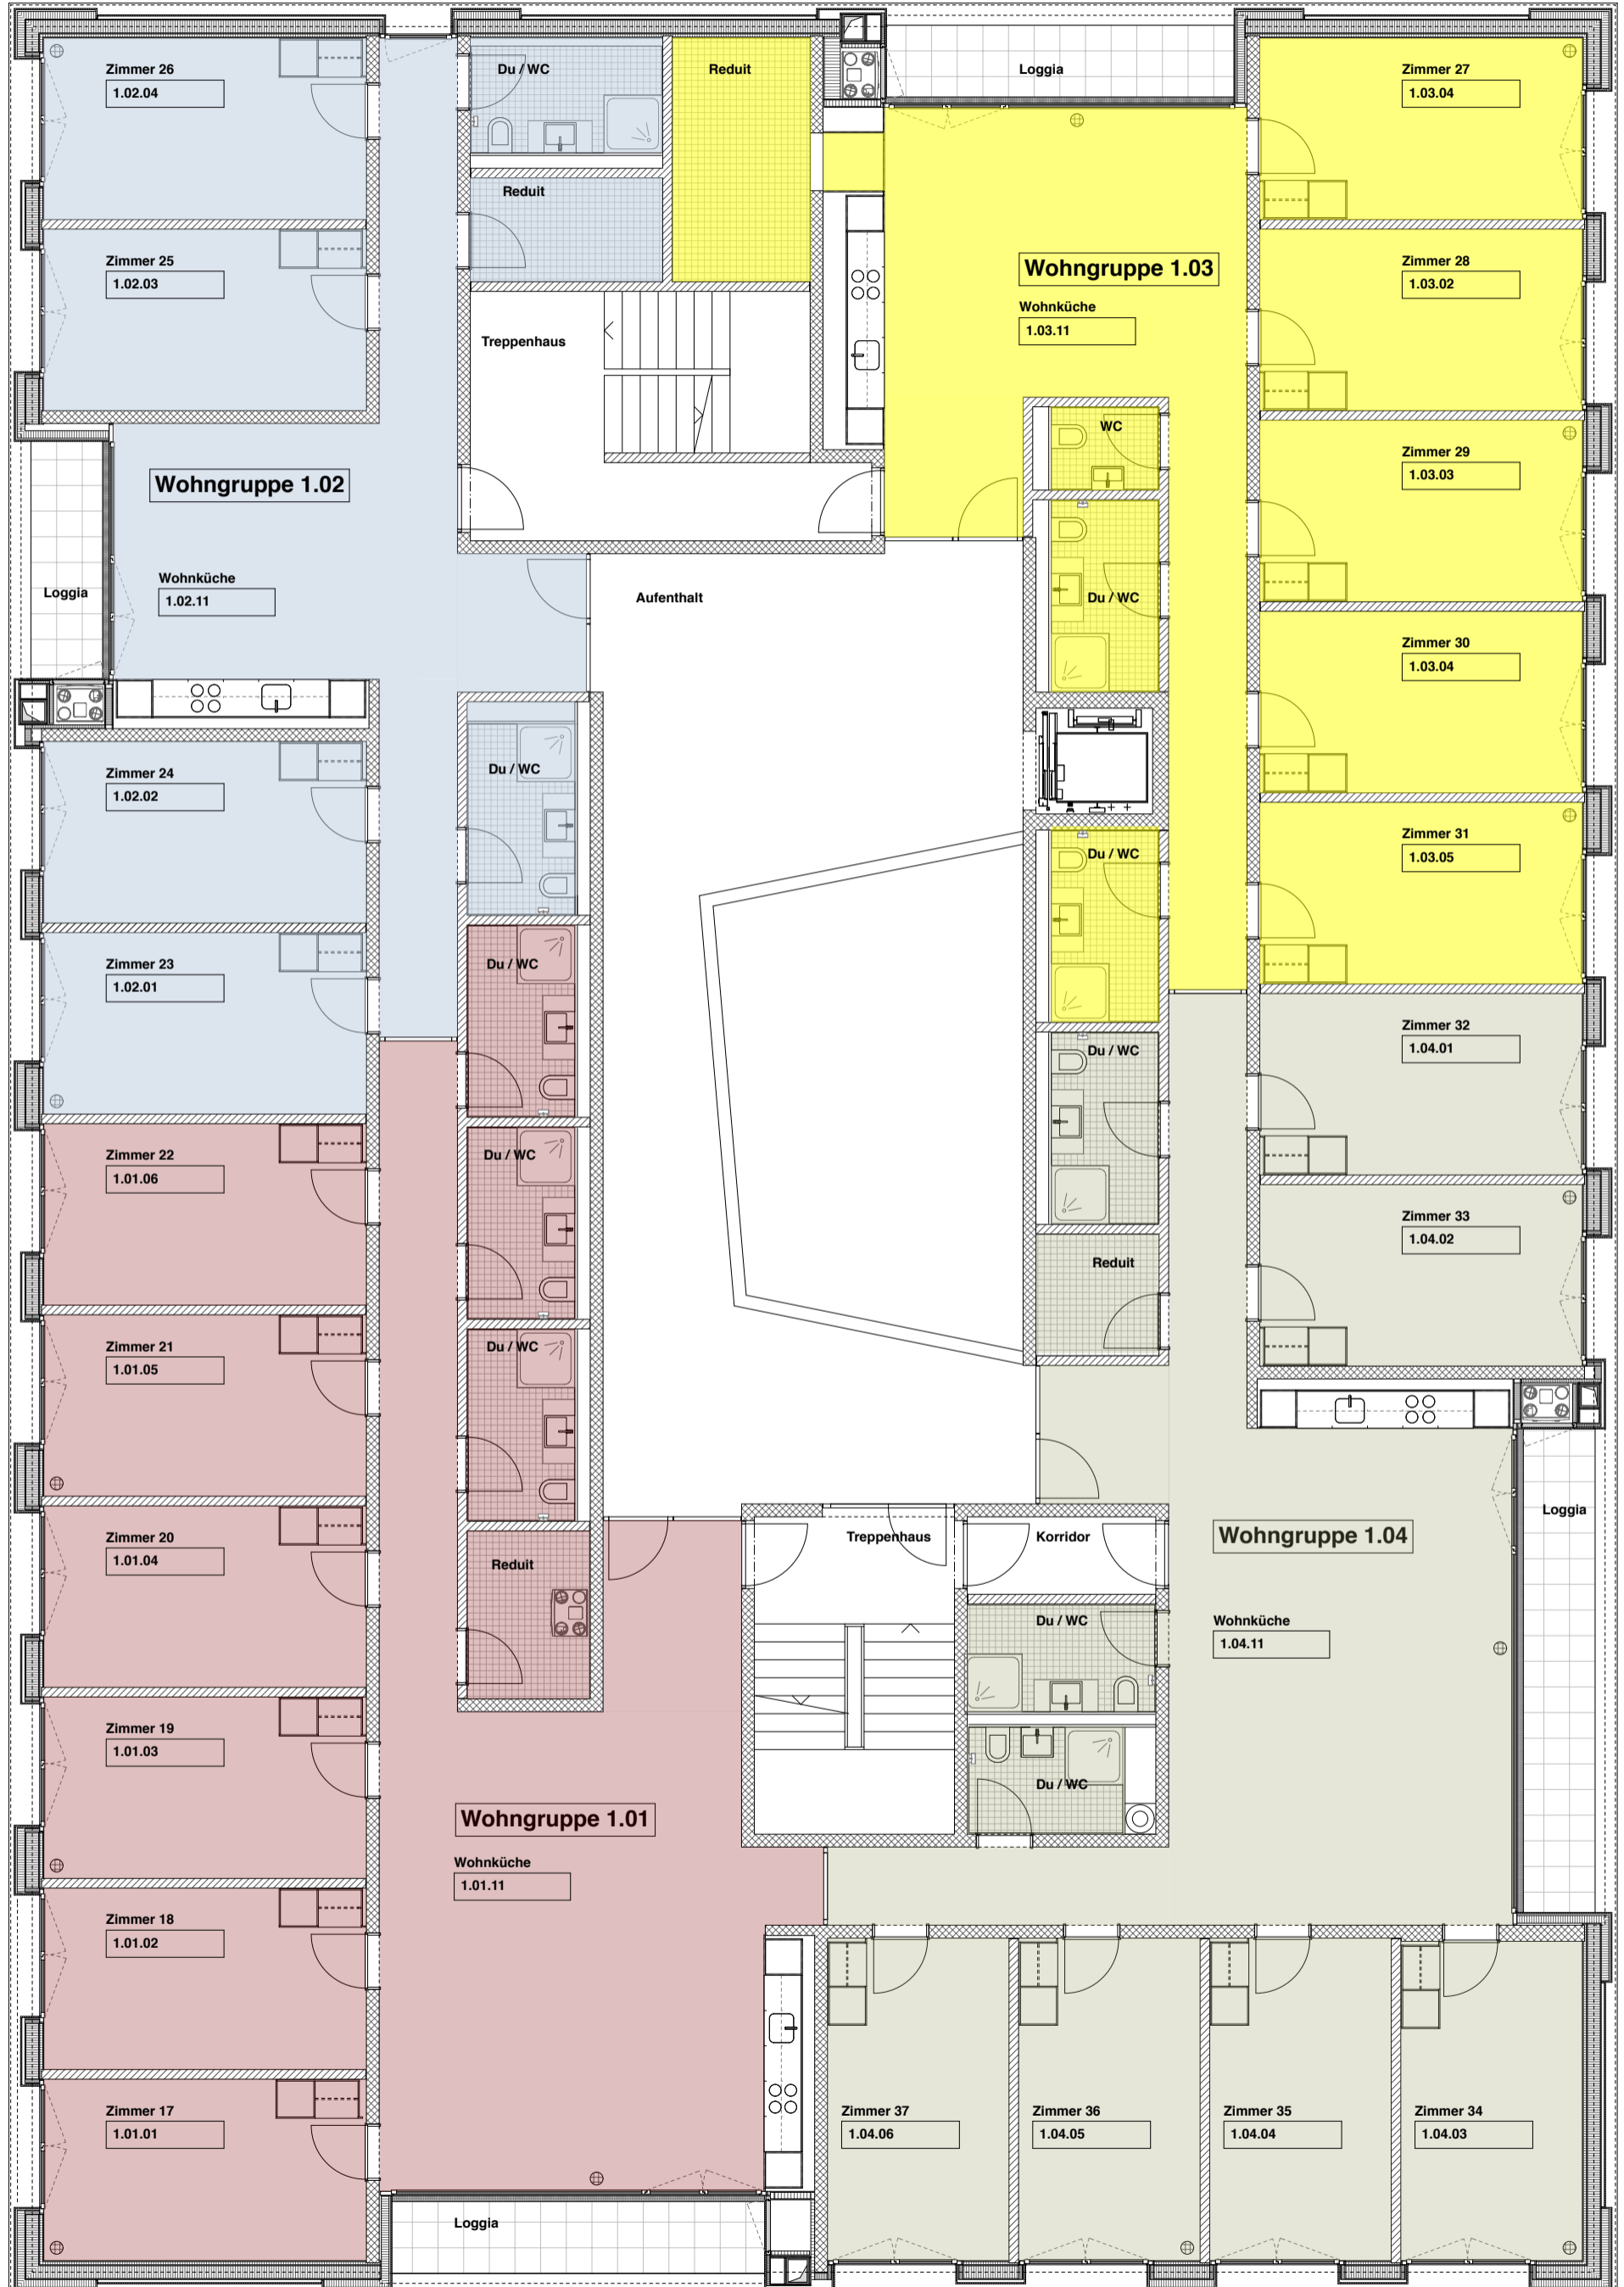 Zimmer 26
1.02.04
Du / WC
Reduit
Loggia
Zimmer 27
1.03.04
Reduit
Zimmer 25
1.02.03
Wohngruppe 1.03
Wohnküche
1.03.11
Zimmer 28
1.03.02
Treppenhaus
WC
Zimmer 29
1.03.03
Wohngruppe 1.02
Wohnküche
1.02.11
Loggia
Aufenthalt
Du / WC
Zimmer 30
1.03.04
Zimmer 24
1.02.02
Du / WC
Zimmer 31
1.03.05
Du / WC
Zimmer 23
1.02.01
Du / WC
Zimmer 32
1.04.01
Du / WC
Zimmer 22
1.01.06
Du / WC
Zimmer 33
1.04.02
Reduit
Zimmer 21
1.01.05
Du / WC
Loggia
Zimmer 20
1.01.04
Reduit
Treppenhaus
Korridor
Wohngruppe 1.04
Wohnküche
1.04.11
Du / WC
Zimmer 19
1.01.03
Du / WC
Wohngruppe 1.01
Wohnküche
1.01.11
Zimmer 18
1.01.02
Zimmer 17
1.01.01
Zimmer 37
1.04.06
Zimmer 36
1.04.05
Zimmer 35
1.04.04
Zimmer 34
1.04.03
Loggia